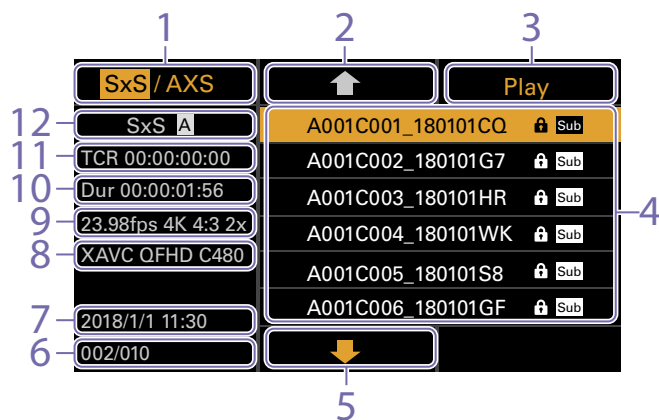 1 2 3
SxS / AXS Play
12 SxS A
11 TCR 00:00:00:00
10 Dur 00:00:01:56
9 23.98fps 4K 4:3 2x
8 XAVC QFHD C480
7 2018/1/1 11:30
6 002/010
A001C001_180101CQ Sub
A001C002_180101G7 Sub
A001C003_180101HR Sub
A001C004_180101WK Sub
A001C005_180101S8 Sub
A001C006_180101GF Sub
4
5